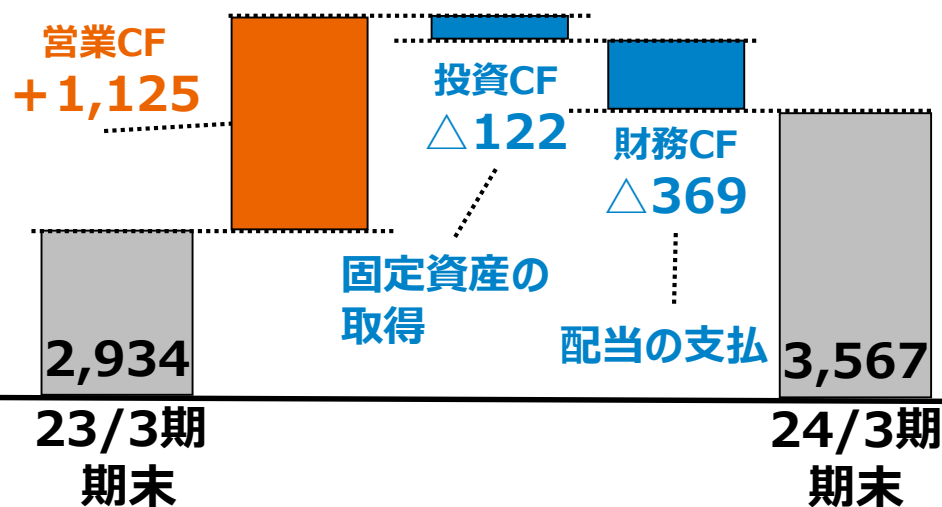 営業CF
＋1,125
投資CF
△122
財務CF
△369
固定資産の
取得
配当の支払
2,934
3,567
23/3期
期末
24/3期
期末